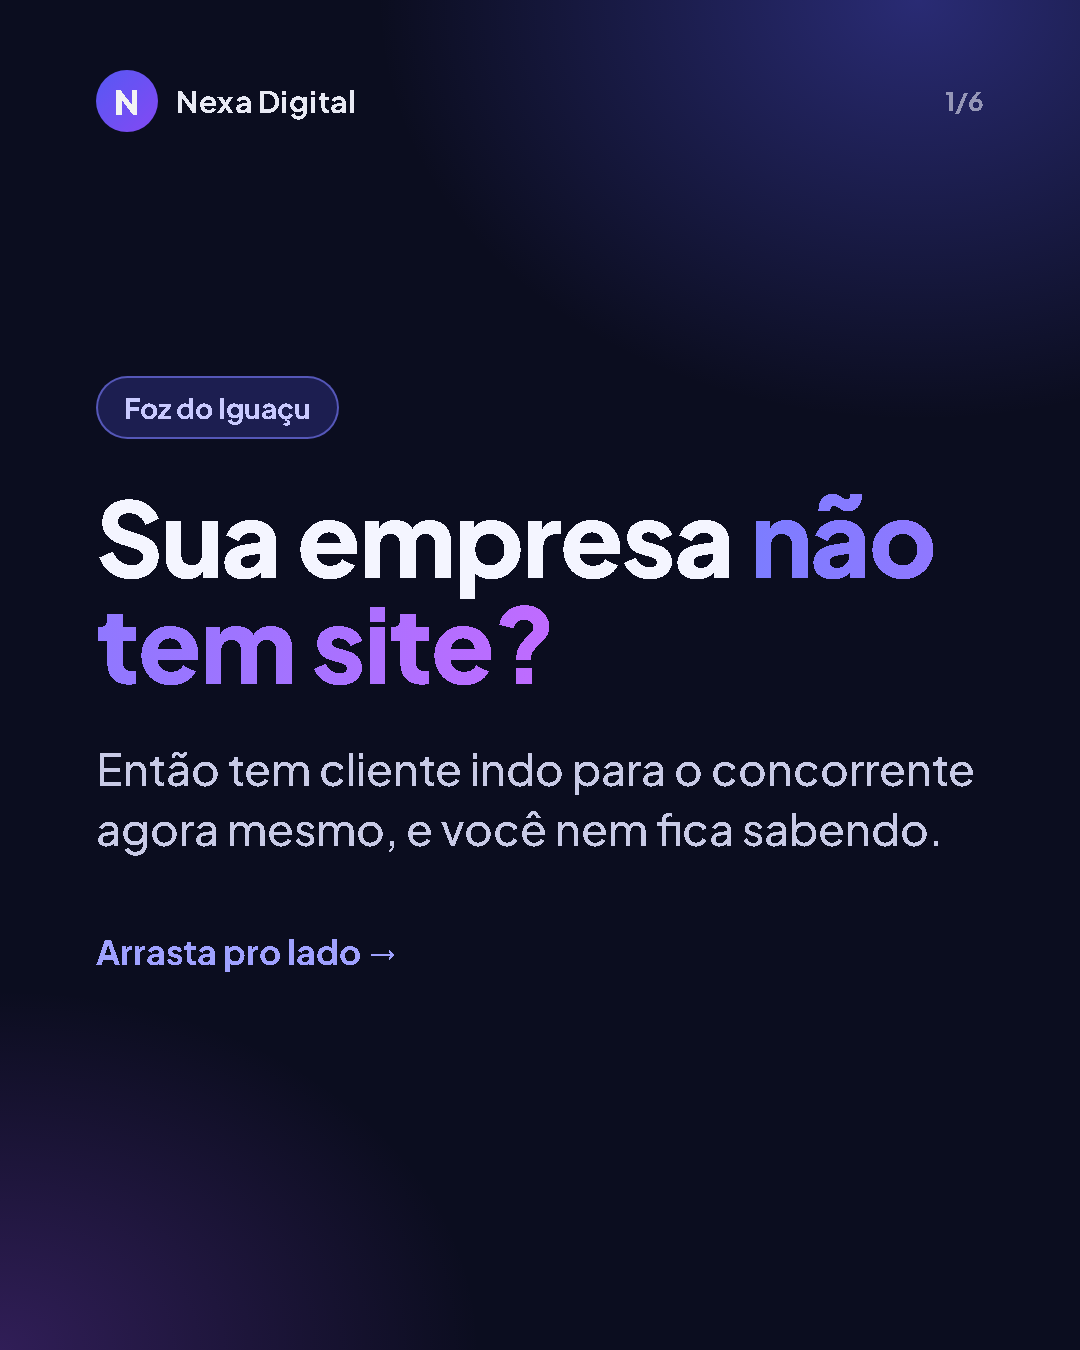 N Nexa Digital
1/6
Foz do Iguaçu
Sua empresa não
tem site?
Então tem cliente indo para o concorrente
agora mesmo, e você nem fica sabendo.
Arrasta pro lado →